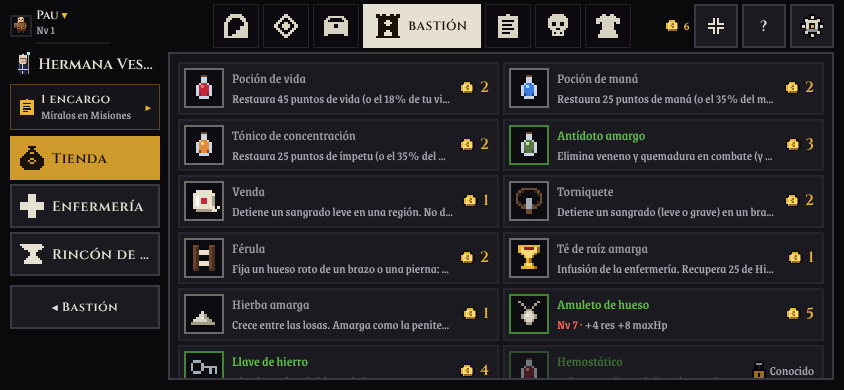 Pau ▾
Nv 1
Bastión
6
?
Hermana Ves...
1 encargo
Míralos en Misiones
Tienda
Enfermería
Rincón de ...
◂ Bastión
Poción de vida
Restaura 45 puntos de vida (o el 18% de tu vi...
2
Poción de maná
Restaura 25 puntos de maná (o el 35% del m...
2
Tónico de concentración
Restaura 25 puntos de ímpetu (o el 35% del ...
2
Antídoto amargo
Elimina veneno y quemadura en combate (y ...
3
Venda
Detiene un sangrado leve en una región. No d...
1
Torniquete
Detiene un sangrado (leve o grave) en un bra...
2
Férula
Fija un hueso roto de un brazo o una pierna: ...
2
Té de raíz amarga
Infusión de la enfermería. Recupera 25 de Hi...
1
Hierba amarga
Crece entre las losas. Amarga como la penite...
1
Amuleto de hueso
Nv 7 · +4 res +8 maxHp
5
Llave de hierro
4
Hemostático
Conocido